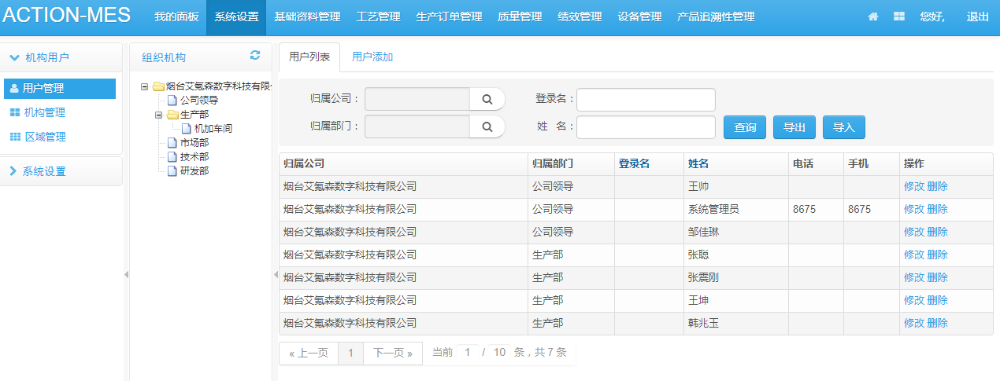 ACTION-MES 我的面板 系统设置 基础资料管理 工艺管理 生产订单管理 质量管理 绩效管理 设备管理 产品追溯性管理 您好, 退出
机构用户
用户管理
机构管理
区域管理
系统设置
组织机构
烟台艾氪森数字科技有限
公司领导
生产部
机加车间
市场部
技术部
研发部
用户列表 用户添加
归属公司： 登录名：
归属部门： 姓 名： 查询 导出 导入
归属公司 归属部门 登录名 姓名 电话 手机 操作
烟台艾氪森数字科技有限公司 公司领导 王帅 修改 删除
烟台艾氪森数字科技有限公司 公司领导 系统管理员 8675 8675 修改 删除
烟台艾氪森数字科技有限公司 公司领导 邹佳琳 修改 删除
烟台艾氪森数字科技有限公司 生产部 张聪 修改 删除
烟台艾氪森数字科技有限公司 生产部 张震刚 修改 删除
烟台艾氪森数字科技有限公司 生产部 王坤 修改 删除
烟台艾氪森数字科技有限公司 生产部 韩兆玉 修改 删除
« 上一页 1 下一页 » 当前 1 / 10 条，共 7 条